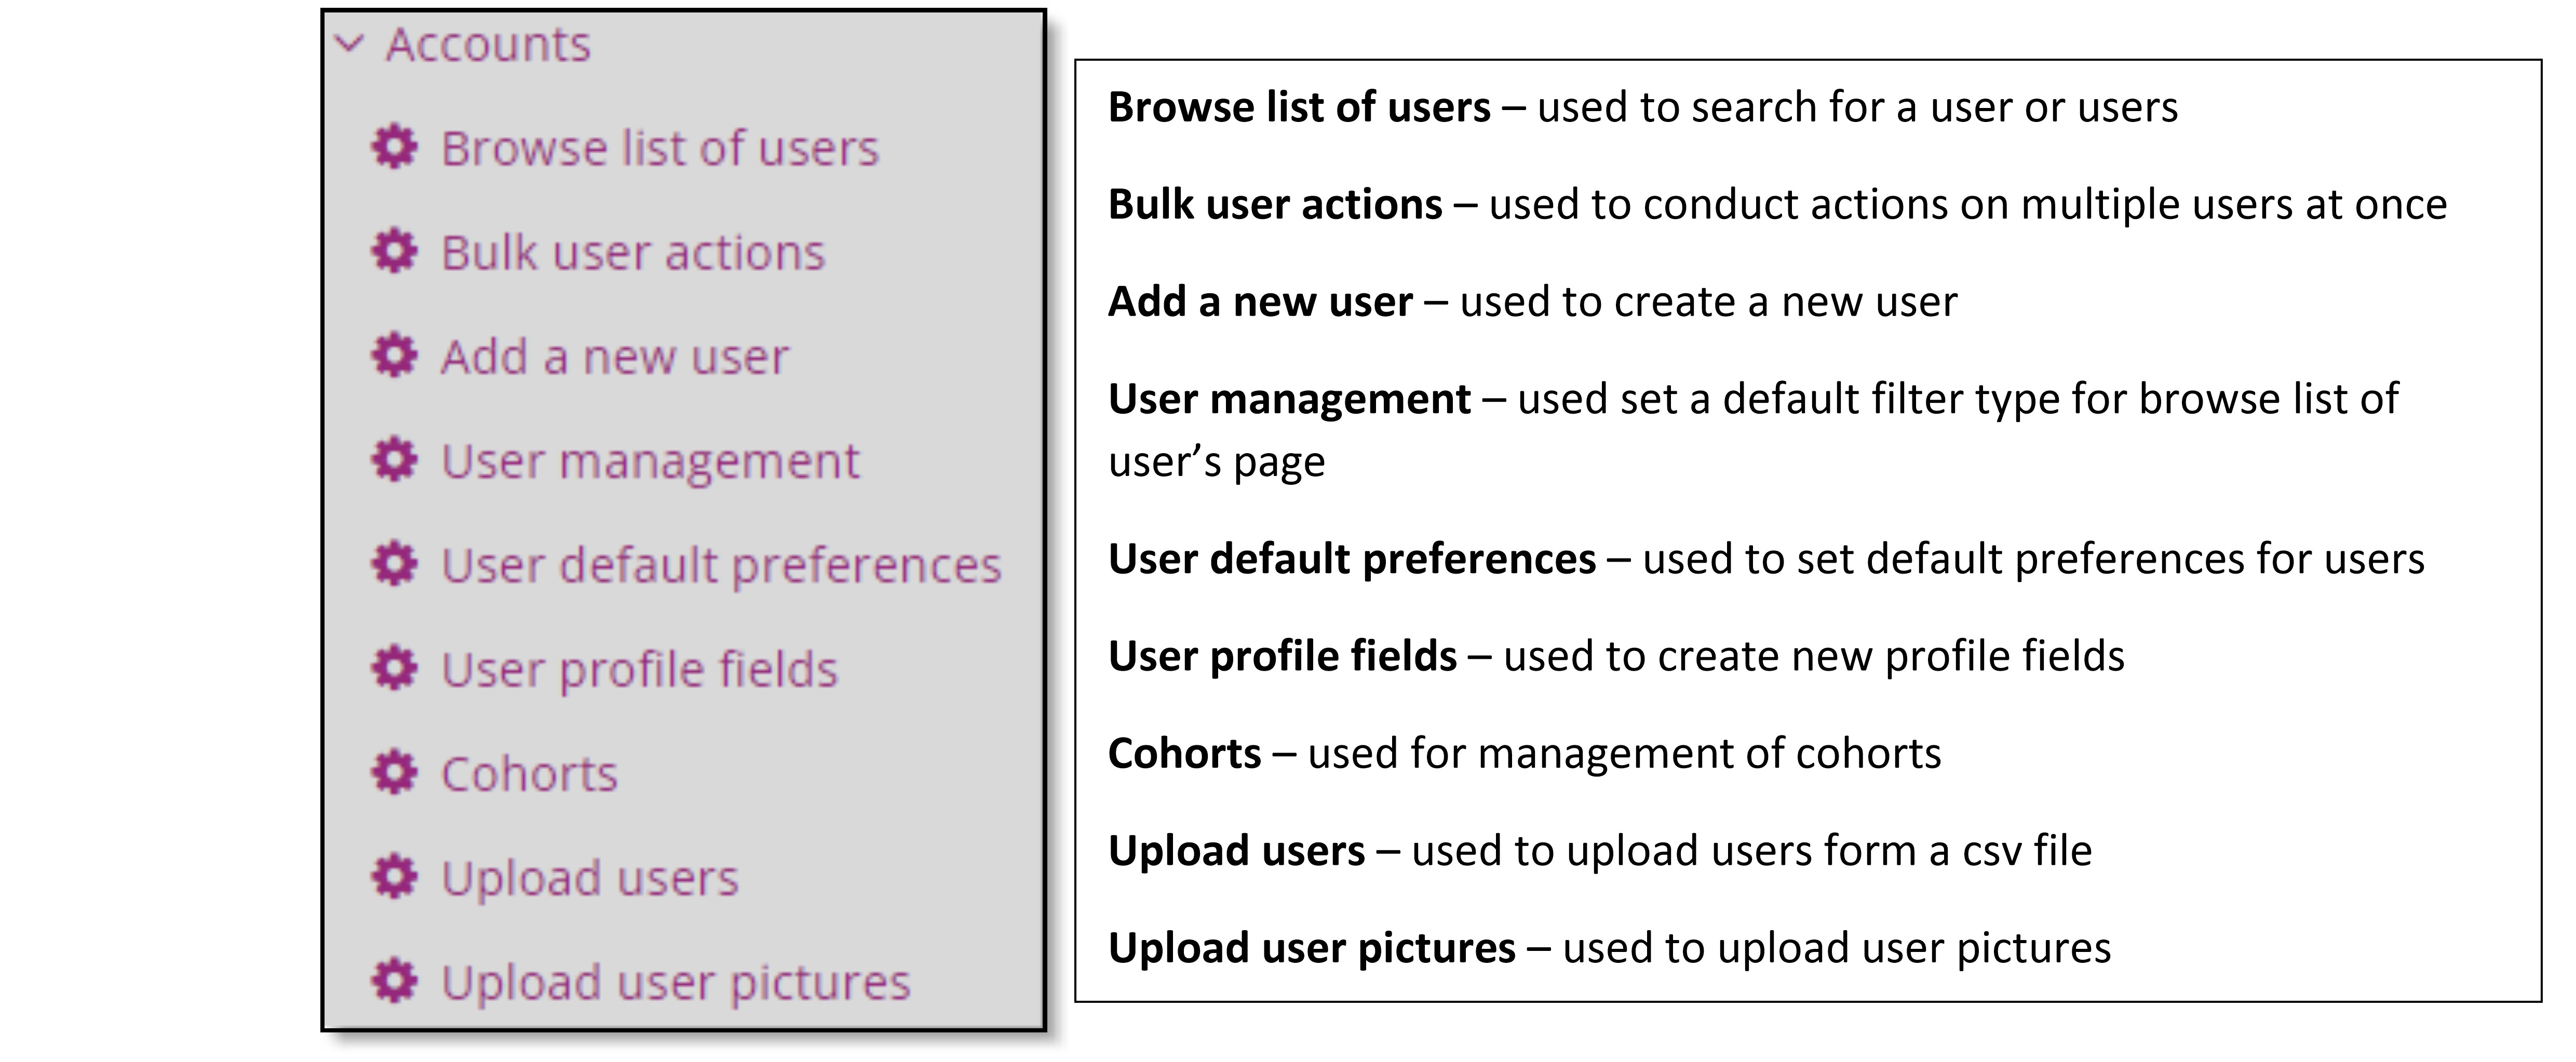 Accounts
Browse list of users
Bulk user actions
Add a new user
User management
User default preferences
User profile fields
Cohorts
Upload users
Upload user pictures
Browse list of users – used to search for a user or users
Bulk user actions – used to conduct actions on multiple users at once
Add a new user – used to create a new user
User management – used set a default filter type for browse list of
user’s page
User default preferences – used to set default preferences for users
User profile fields – used to create new profile fields
Cohorts – used for management of cohorts
Upload users – used to upload users form a csv file
Upload user pictures – used to upload user pictures